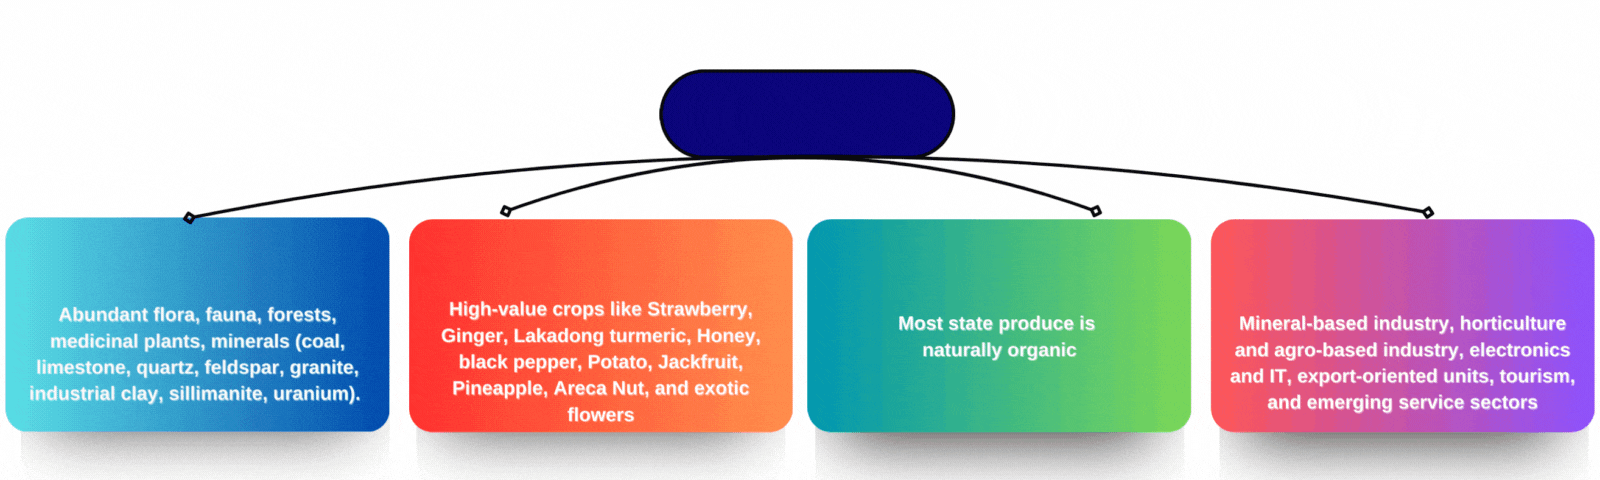 Abundant flora, fauna, forests,
medicinal plants, minerals (coal,
limestone, quartz, feldspar, granite,
industrial clay, sillimanite, uranium).
High-value crops like Strawberry,
Ginger, Lakadong turmeric, Honey,
black pepper, Potato, Jackfruit,
Pineapple, Areca Nut, and exotic
flowers
Most state produce is
naturally organic
Mineral-based industry, horticulture
and agro-based industry, electronics
and IT, export-oriented units, tourism,
and emerging service sectors